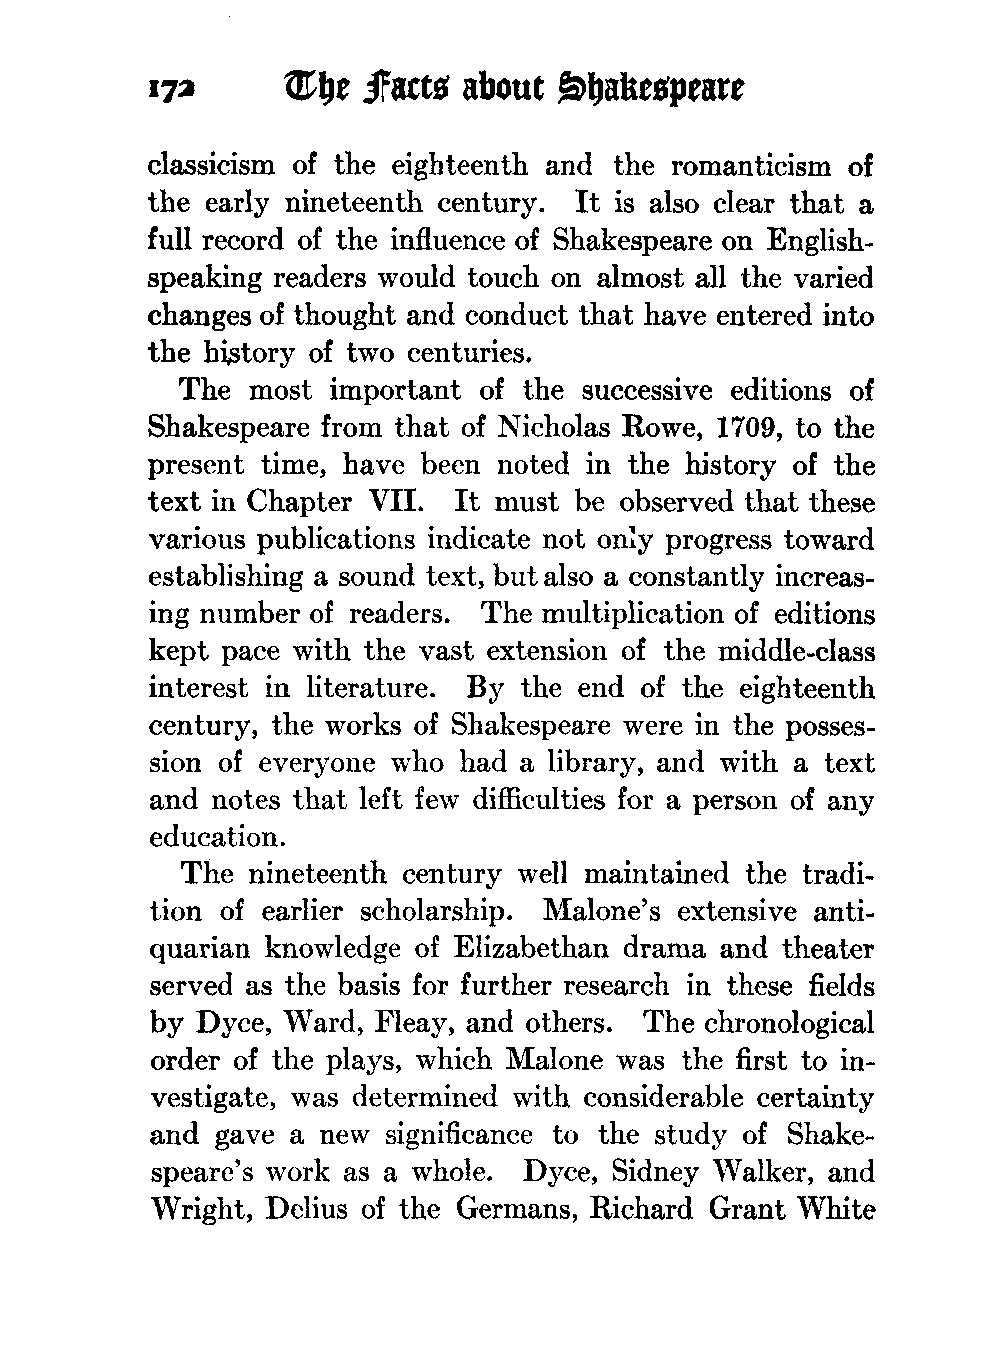 172 The Facts about Shakespeare
classicism of the eighteenth and the romanticism of
the early nineteenth century. It is also clear that a
full record of the influence of Shakespeare on English-
speaking readers would touch on almost all the varied
changes of thought and conduct that have entered into
the history of two centuries.
The most important of the successive editions of
Shakespeare from that of Nicholas Rowe, 1709, to the
present time, have been noted in the history of the
text in Chapter VII. It must be observed that these
various publications indicate not only progress toward
establishing a sound text, but also a constantly increas-
ing number of readers. The multiplication of editions
kept pace with the vast extension of the middle-class
interest in literature. By the end of the eighteenth
century, the works of Shakespeare were in the posses-
sion of everyone who had a library, and with a text
and notes that left few difficulties for a person of any
education.
The nineteenth century well maintained the tradi-
tion of earlier scholarship. Malone's extensive anti-
quarian knowledge of Elizabethan drama and theater
served as the basis for further research in these fields
by Dyce, Ward, Fleay, and others. The chronological
order of the plays, which Malone was the first to in-
vestigate, was determined with considerable certainty
and gave a new significance to the study of Shake-
speare's work as a whole. Dyce, Sidney Walker, and
Wright, Delius of the Germans, Richard Grant White